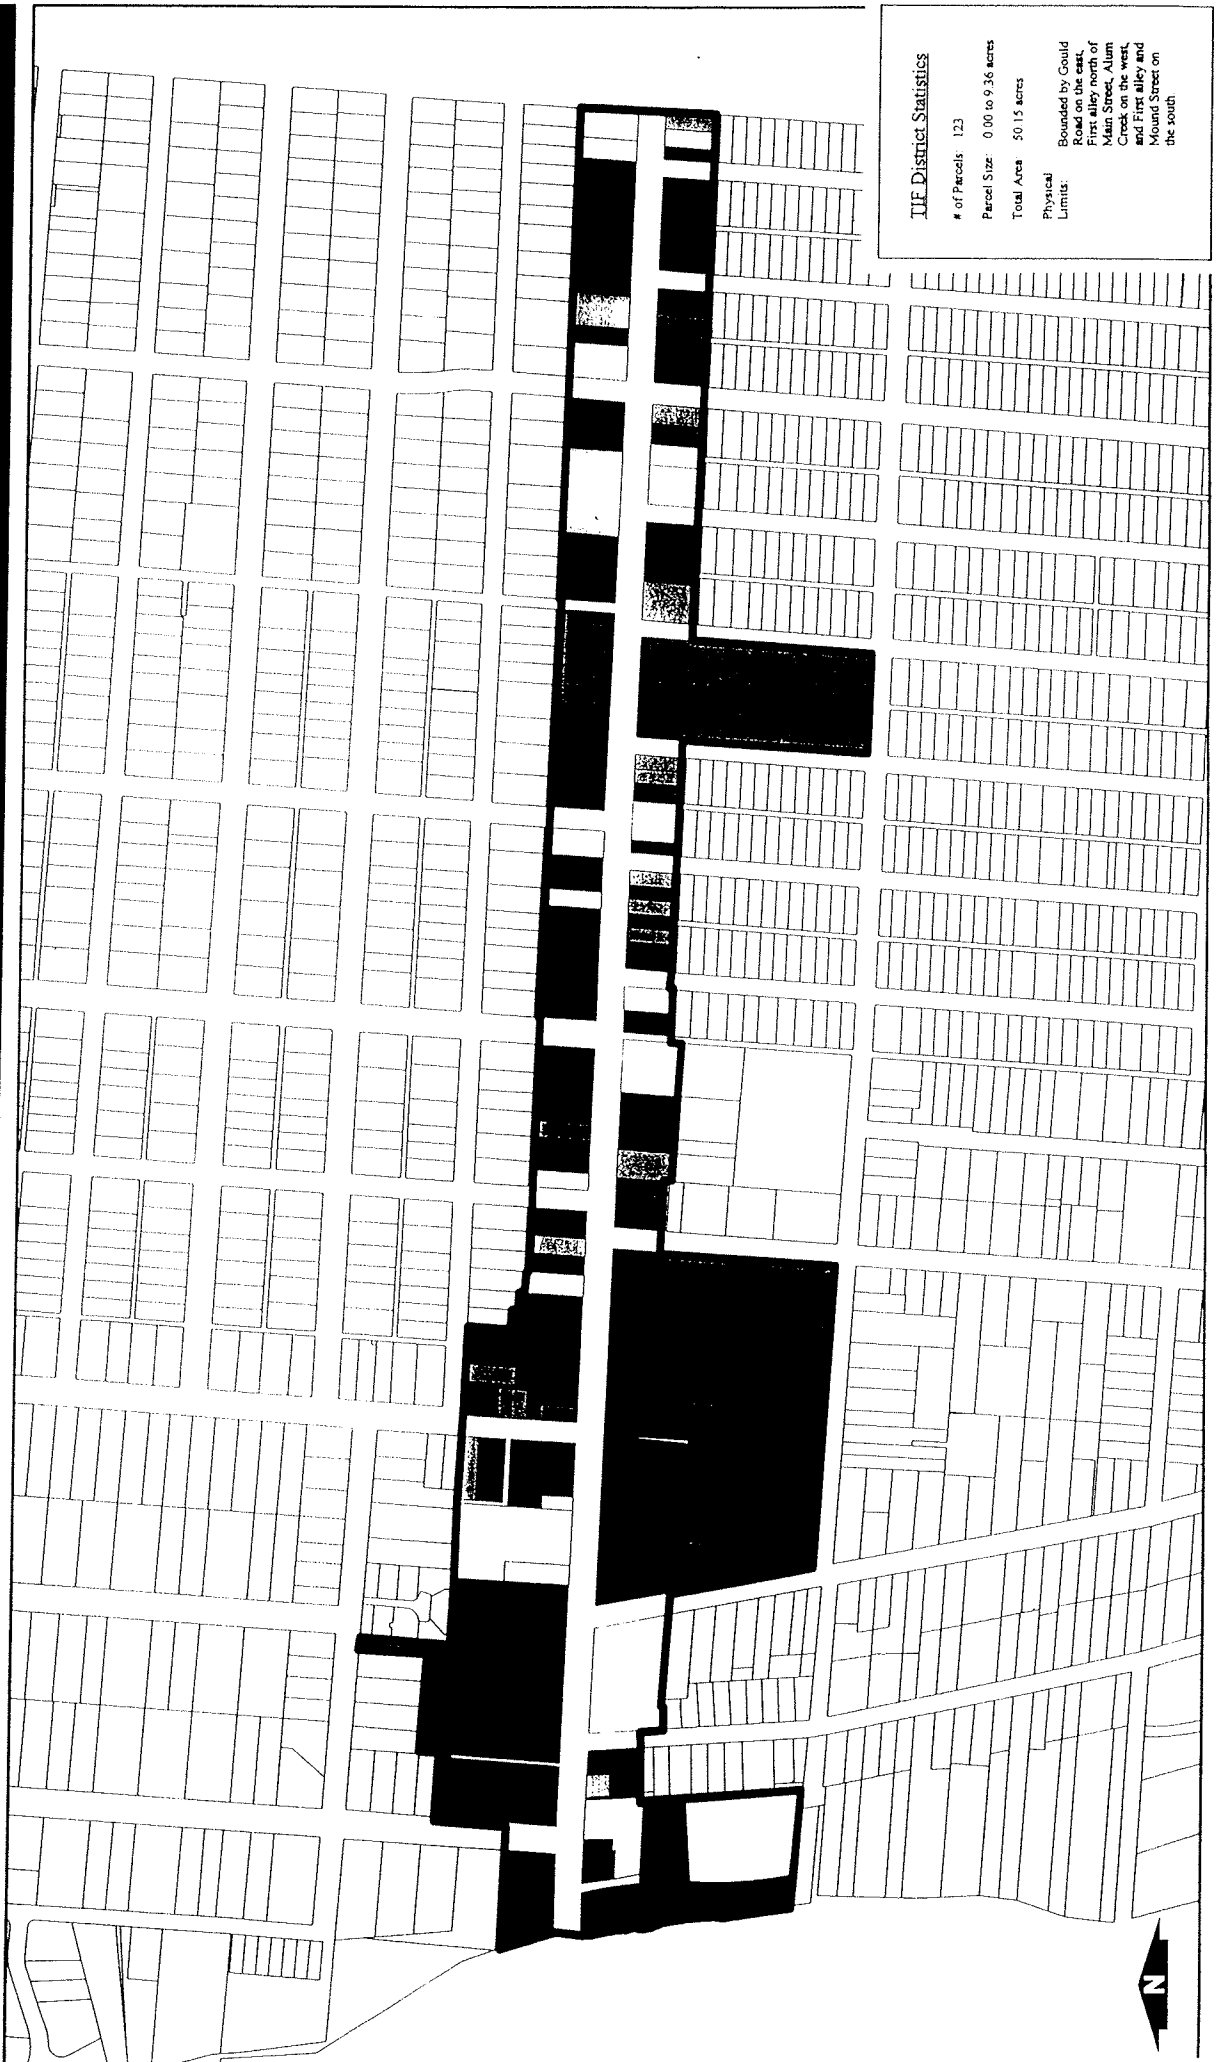 TIF District Statistics
# of Parcels: 123
Parcel Size: 0.00 to 9.36 acres
Total Area: 50.15 acres
Physical
Limits:
Bounded by Gould
Road on the east,
First alley north of
Main Street, Alum
Creek on the west,
and First alley and
Mound Street on
the south
N